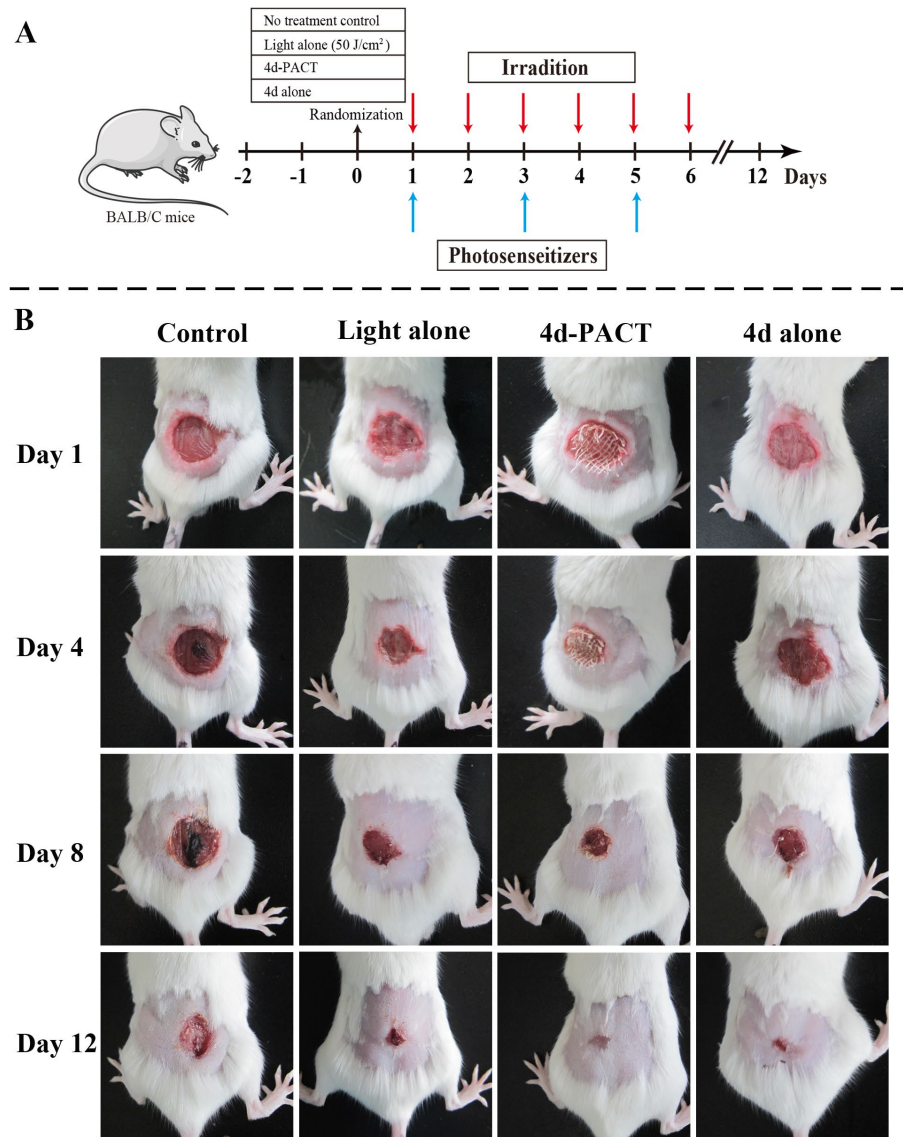 A
No treatment control
Light alone (50 J/cm²)
4d-PACT
4d alone
Randomization
Irradition
BALB/C mice
-2 -1 0 1 2 3 4 5 6 12 Days
Photosenseitizers
B
Control Light alone 4d-PACT 4d alone
Day 1
Day 4
Day 8
Day 12